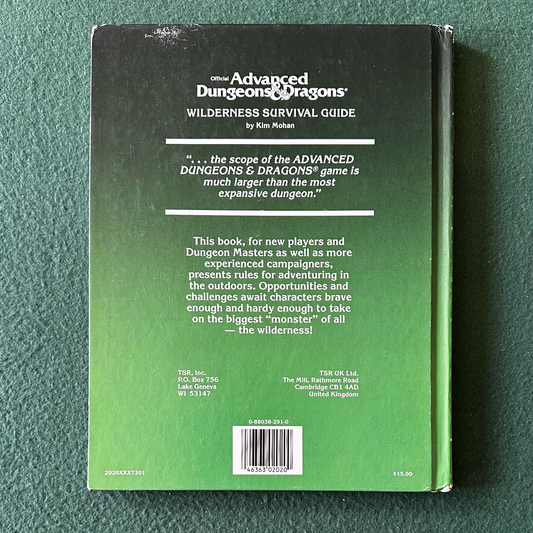 Official Advanced
Dungeons & Dragons®
WILDERNESS SURVIVAL GUIDE
by Kim Mohan
“. . . the scope of the ADVANCED
DUNGEONS & DRAGONS® game is
much larger than the most
expansive dungeon.”
This book, for new players and
Dungeon Masters as well as more
experienced campaigners,
presents rules for adventuring in
the outdoors. Opportunities and
challenges await characters brave
enough and hardy enough to take
on the biggest “monster” of all
— the wilderness!
TSR, Inc.
P.O. Box 756
Lake Geneva
WI 53147
TSR UK Ltd.
The Mill, Rathmore Road
Cambridge CB1 4AD
United Kingdom
0-88038-291-0
46363 02020
2020XXX7301
$15.00